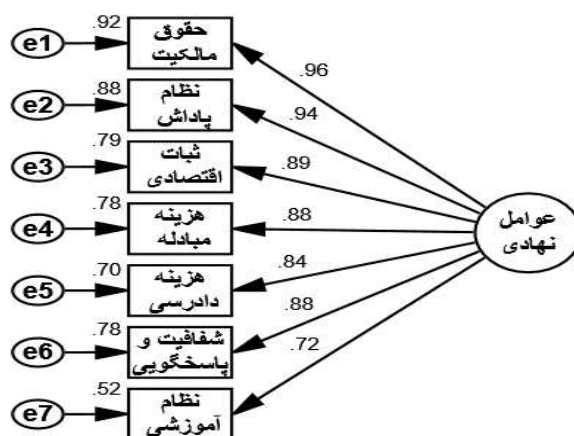 .92
e1
حقوق
مالکیت
.96
.88
e2
نظام
پاداش
.94
.79
e3
ثبات
اقتصادی
.89
.78
e4
هزینه
مبادله
.88
عوامل
نهادی
.70
e5
هزینه
دادرسی
.84
.78
e6
شفافیت و
پاسخگویی
.88
.52
e7
نظام
آموزشی
.72